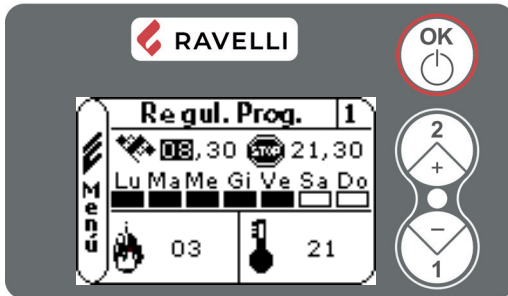 RAVELLI
OK
Regul. Prog. 1
08,30 STOP 21,30
Lu Ma Me Gi Ve Sa Do
Menú
03 21
2
+
−
1